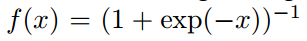 f(x) = (1 + exp(−x))⁻¹